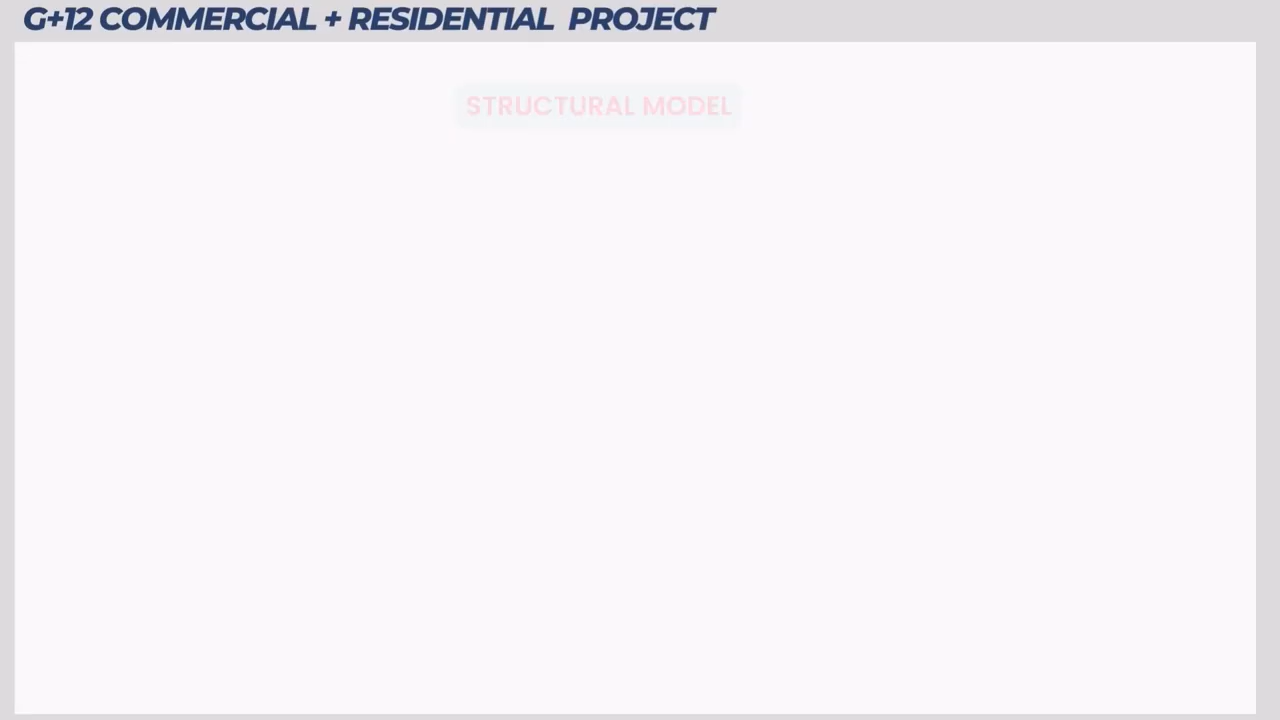 G+12 COMMERCIAL + RESIDENTIAL PROJECT
STRUCTURAL MODEL